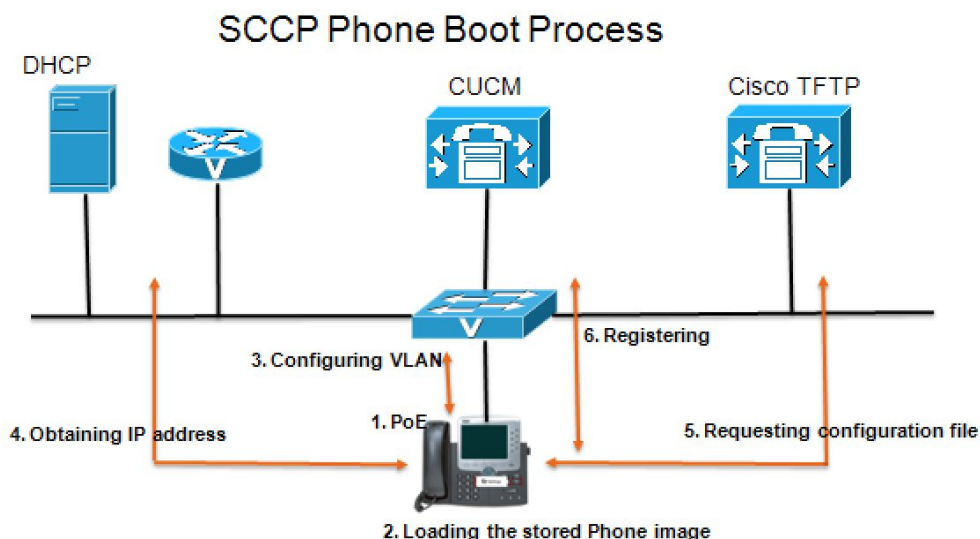 SCCP Phone Boot Process
DHCP
CUCM
Cisco TFTP
V
V
3. Configuring VLAN
6. Registering
1. PoE
4. Obtaining IP address
5. Requesting configuration file
2. Loading the stored Phone image